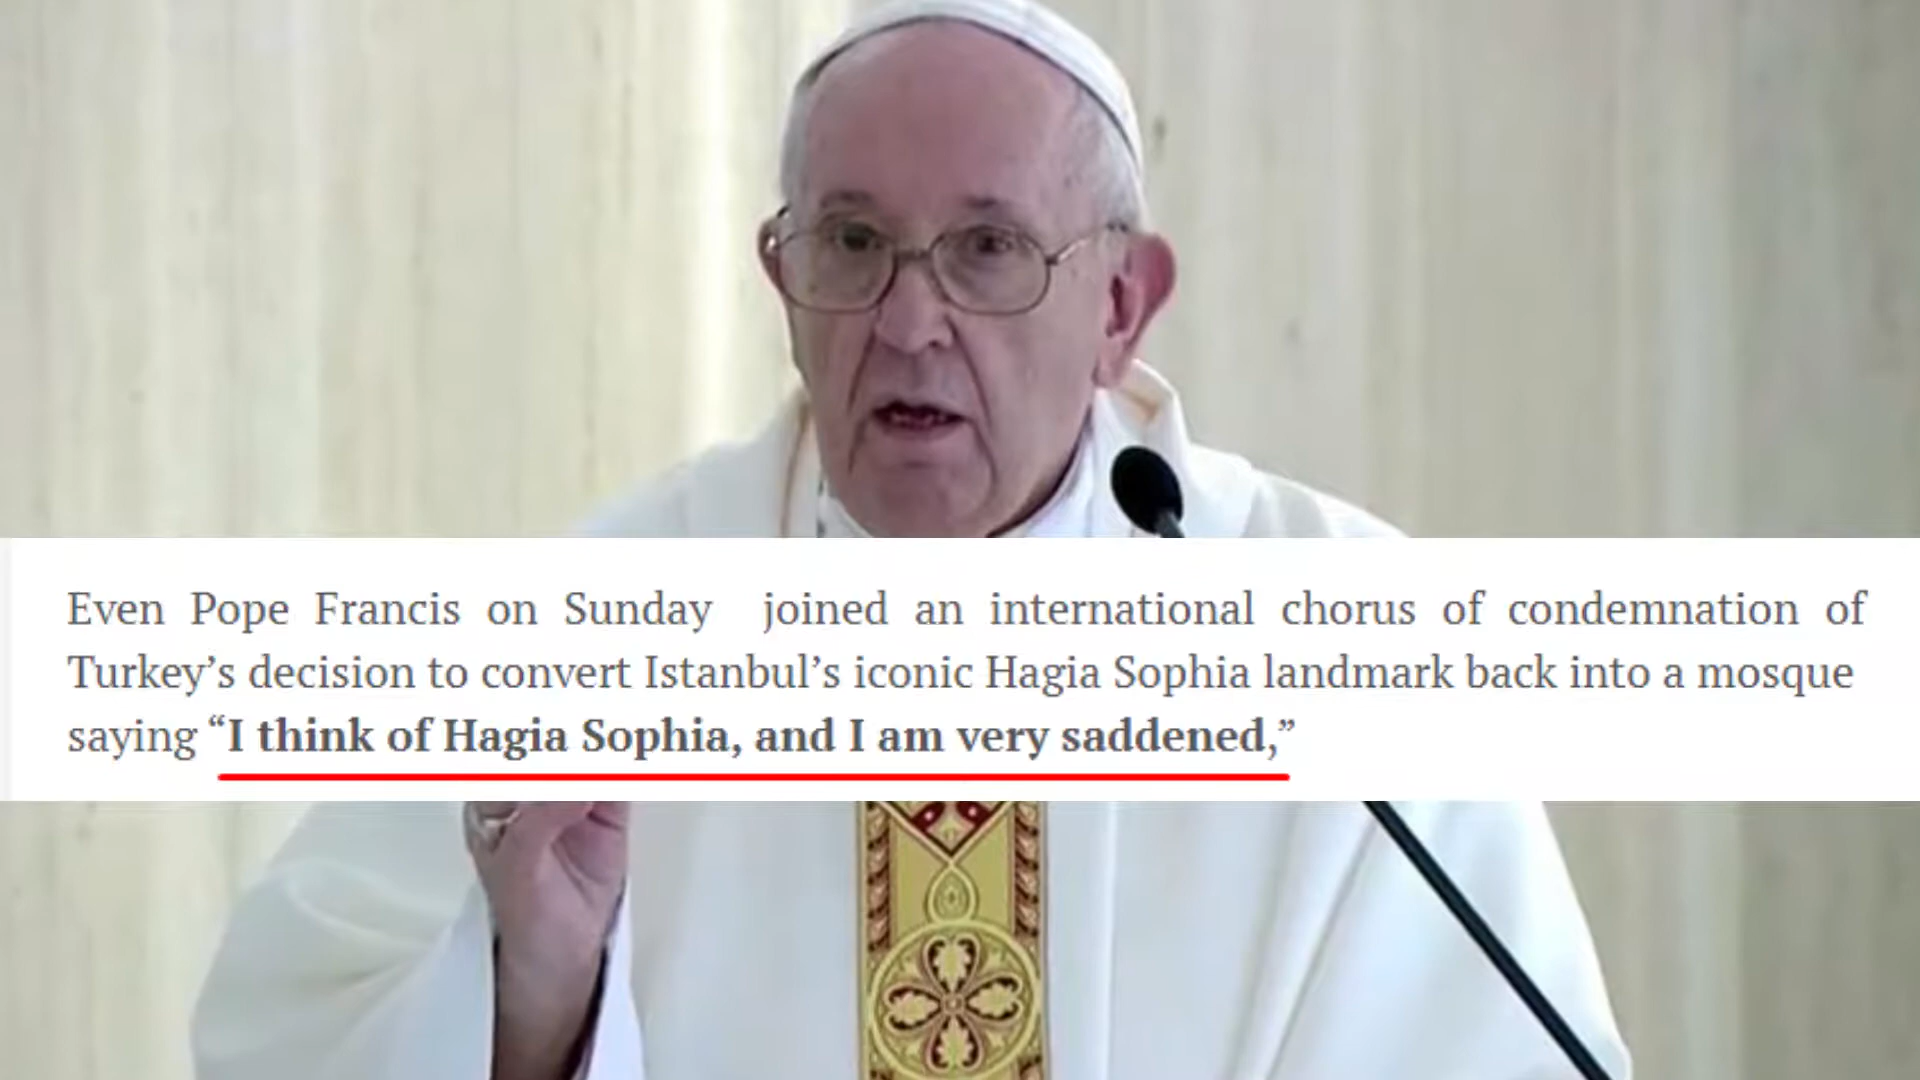 Even Pope Francis on Sunday joined an international chorus of condemnation of
Turkey’s decision to convert Istanbul’s iconic Hagia Sophia landmark back into a mosque
saying “I think of Hagia Sophia, and I am very saddened,”